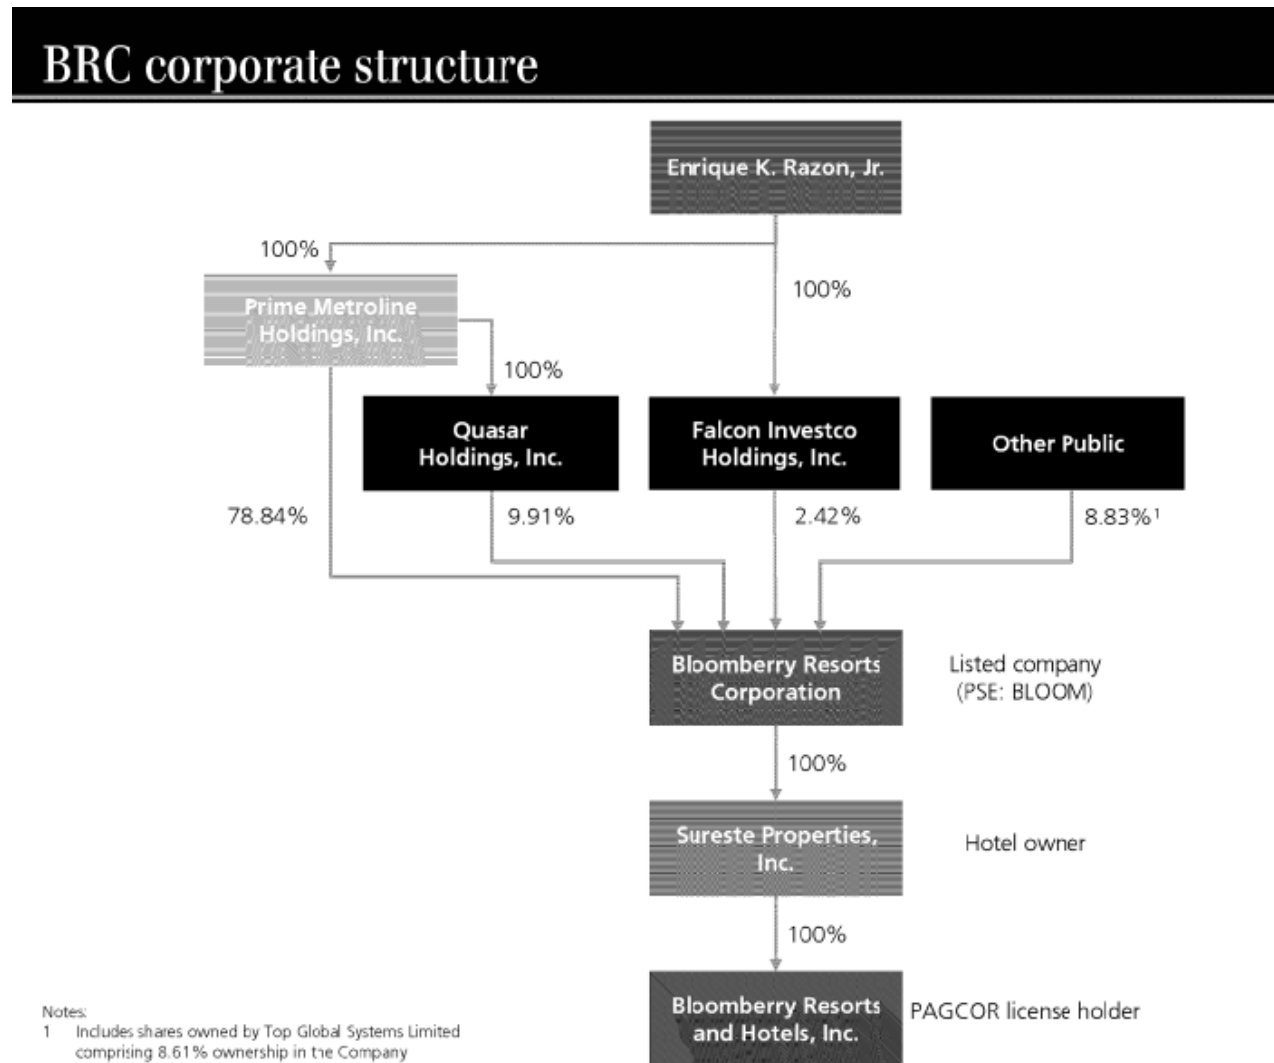 BRC corporate structure
Enrique K. Razon, Jr.
100%
100%
Prime Metroline
Holdings, Inc.
100%
Quasar
Holdings, Inc.
Falcon Investco
Holdings, Inc.
Other Public
78.84%
9.91%
2.42%
8.83%¹
Bloomberry Resorts
Corporation
Listed company
(PSE: BLOOM)
100%
Sureste Properties,
Inc.
Hotel owner
100%
Bloomberry Resorts
and Hotels, Inc.
PAGCOR license holder
Notes:
1 Includes shares owned by Top Global Systems Limited
comprising 8.61% ownership in the Company